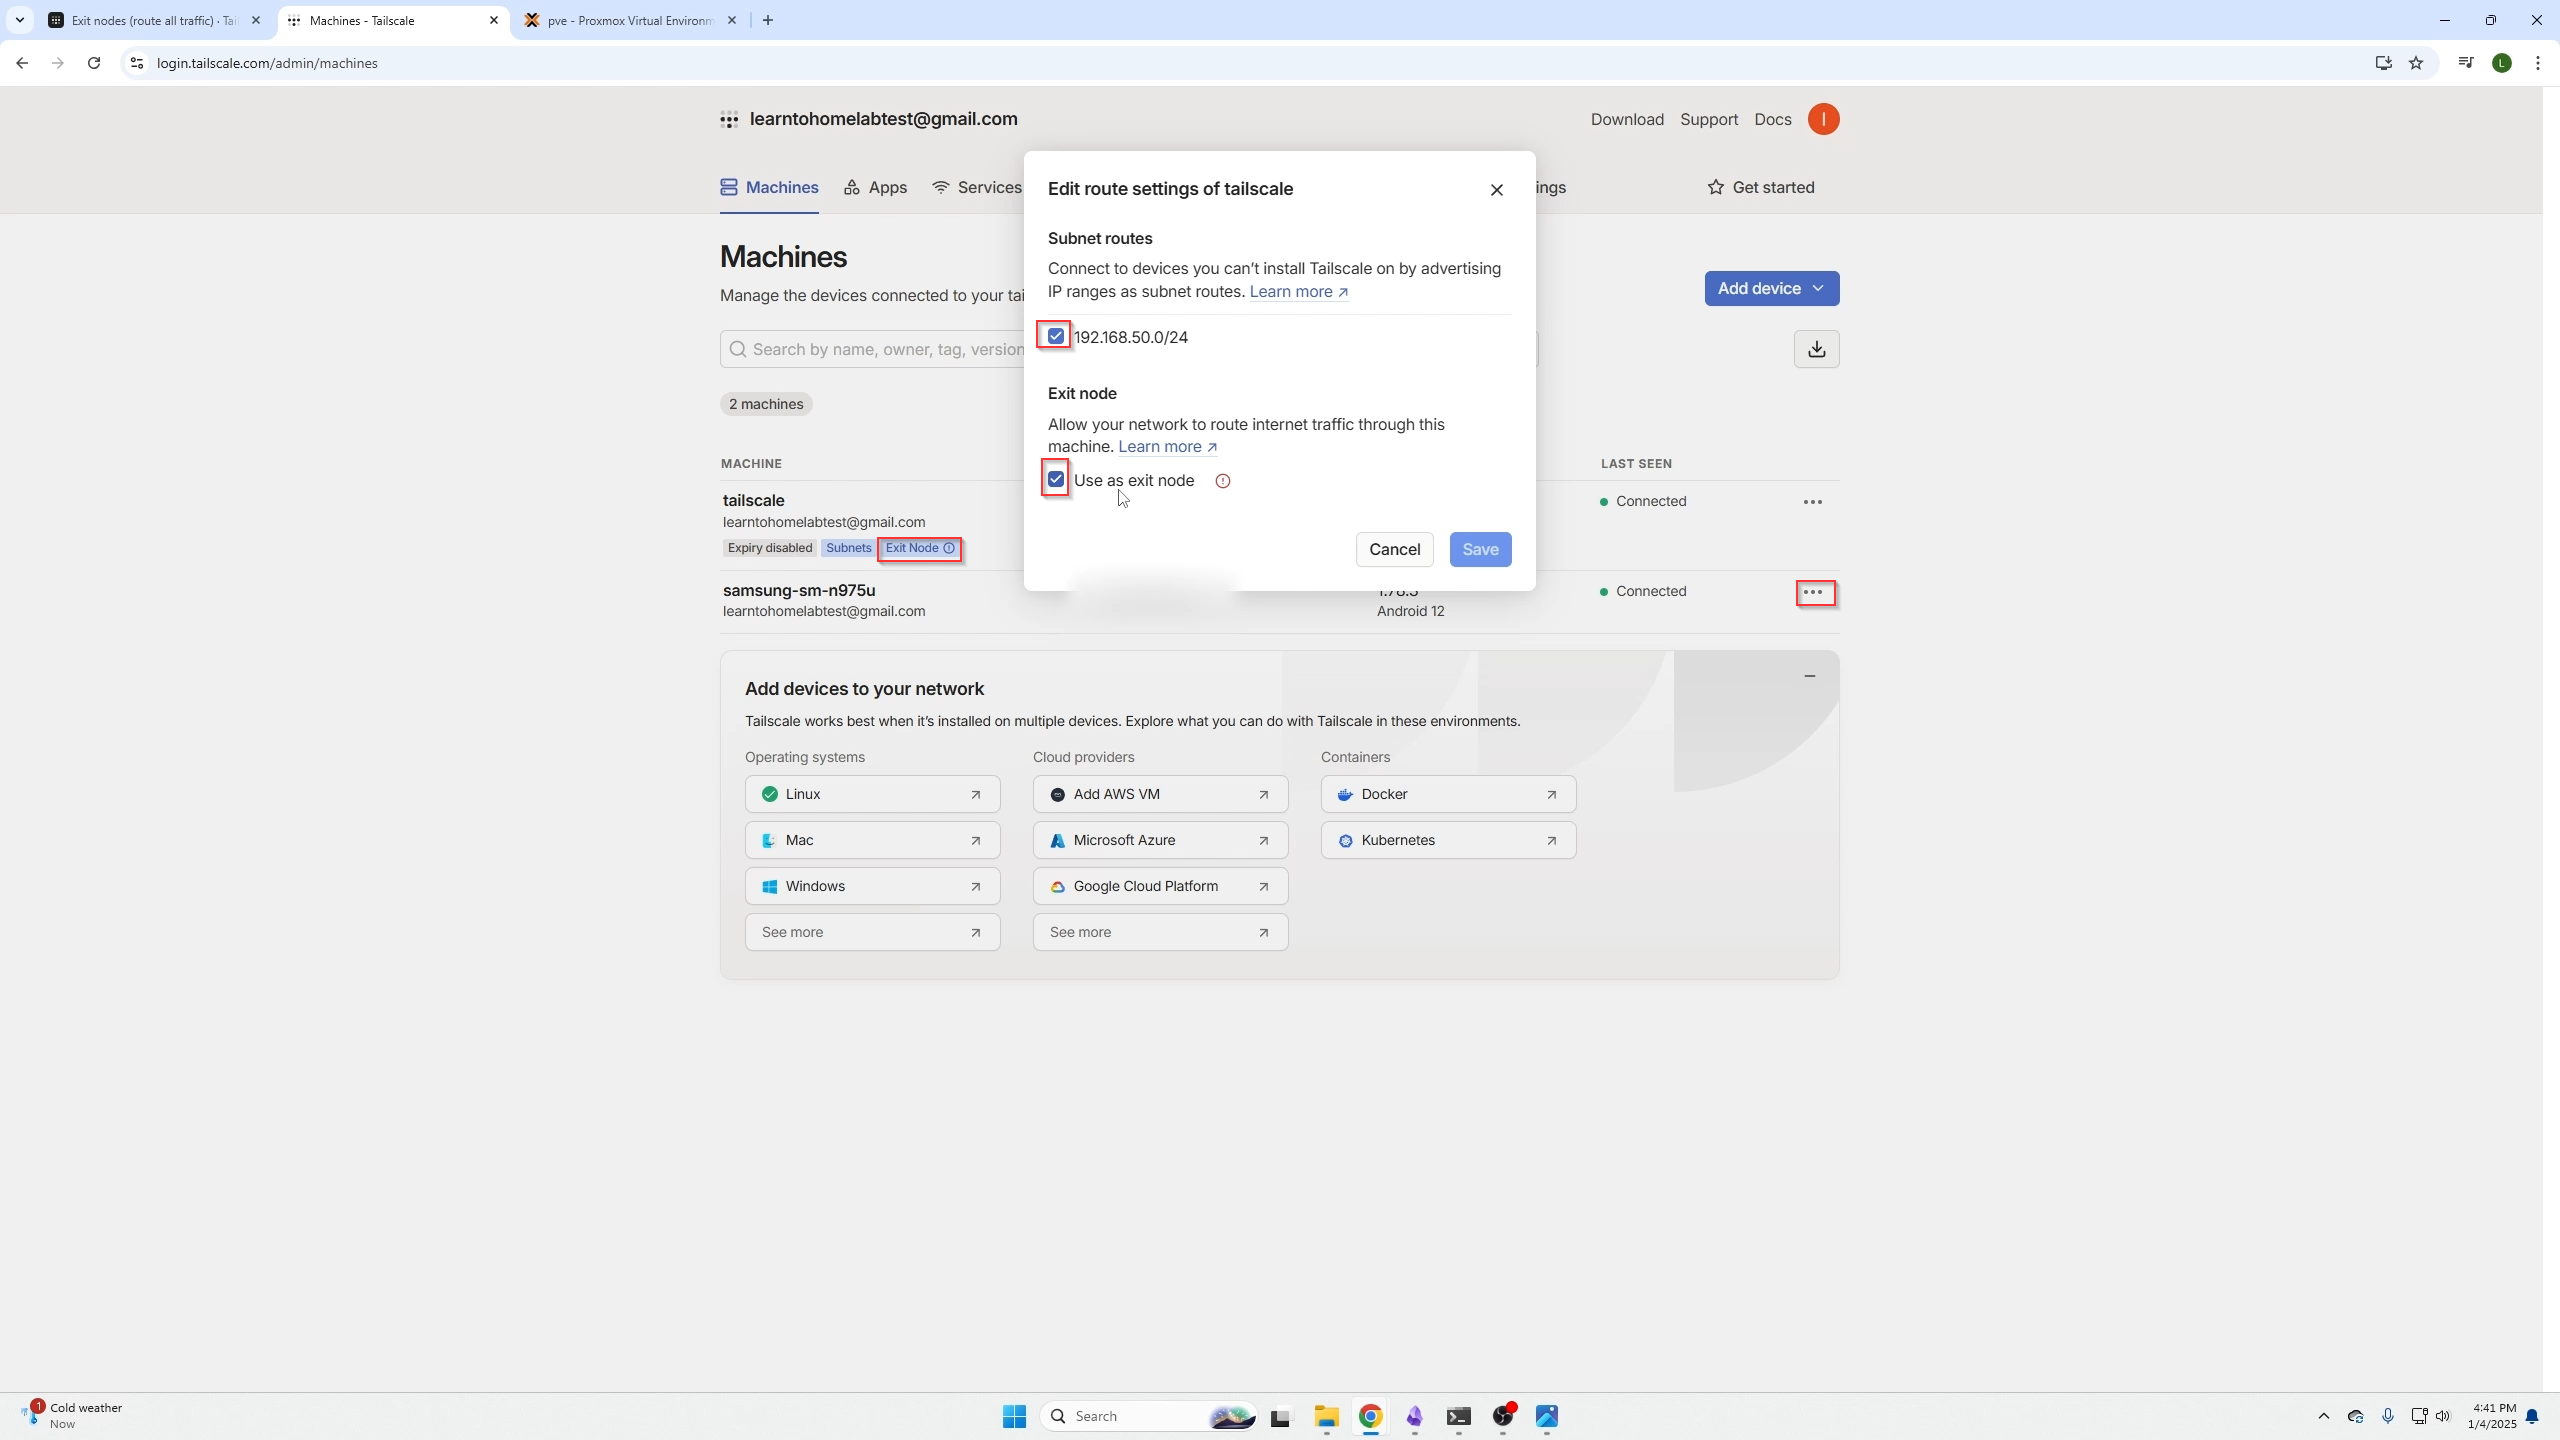 Exit nodes (route all traffic) · Tai
Machines - Tailscale
pve - Proxmox Virtual Environm
login.tailscale.com/admin/machines
L
learntohomelabtest@gmail.com
Download
Support
Docs
l
Machines
Apps
Services
ings
Get started
Machines
Manage the devices connected to your tai
Add device
Search by name, owner, tag, version
2 machines
MACHINE
LAST SEEN
tailscale
learntohomelabtest@gmail.com
Expiry disabled
Subnets
Exit Node
Connected
samsung-sm-n975u
learntohomelabtest@gmail.com
Android 12
Connected
Edit route settings of tailscale
Subnet routes
Connect to devices you can't install Tailscale on by advertising
IP ranges as subnet routes. Learn more ↗
192.168.50.0/24
Exit node
Allow your network to route internet traffic through this
machine. Learn more ↗
Use as exit node
Cancel
Save
Add devices to your network
Tailscale works best when it's installed on multiple devices. Explore what you can do with Tailscale in these environments.
Operating systems
Cloud providers
Containers
Linux
Add AWS VM
Docker
Mac
Microsoft Azure
Kubernetes
Windows
Google Cloud Platform
See more
See more
1
Cold weather
Now
Search
4:41 PM
1/4/2025